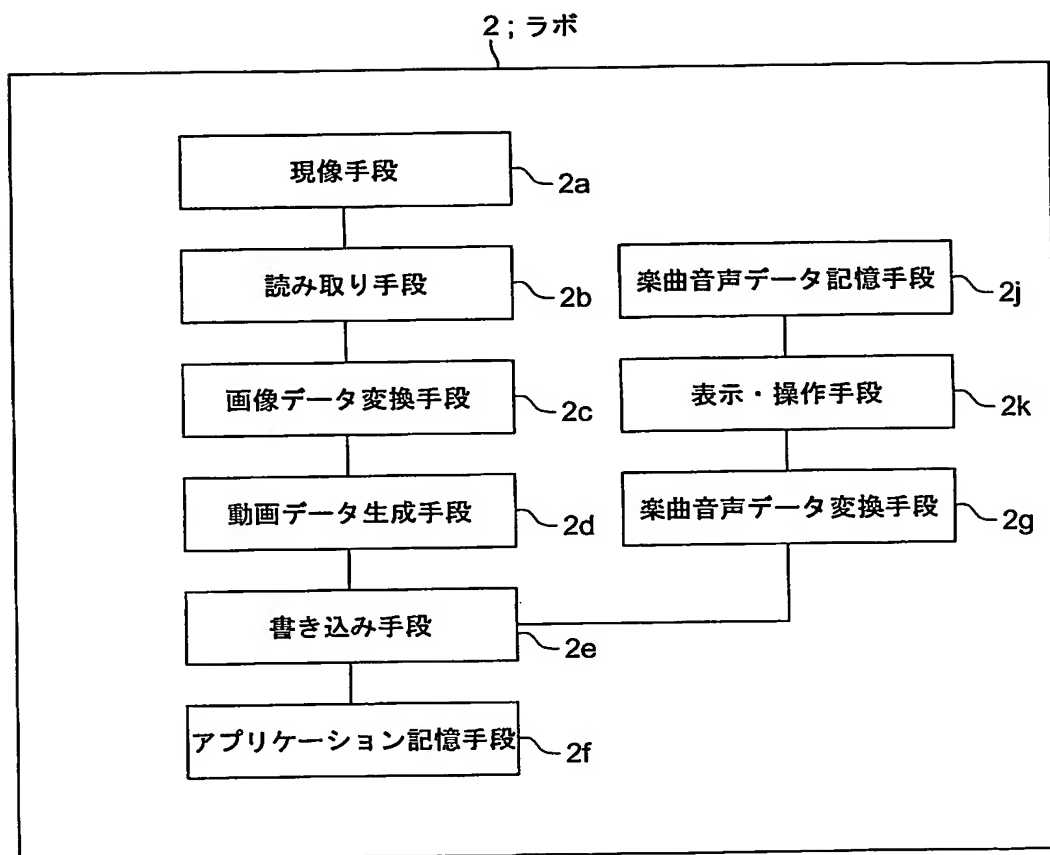 2 ; ラボ
現像手段
2a
読み取り手段
2b
画像データ変換手段
2c
動画データ生成手段
2d
書き込み手段
2e
アプリケーション記憶手段
2f
楽曲音声データ記憶手段
2j
表示・操作手段
2k
楽曲音声データ変換手段
2g